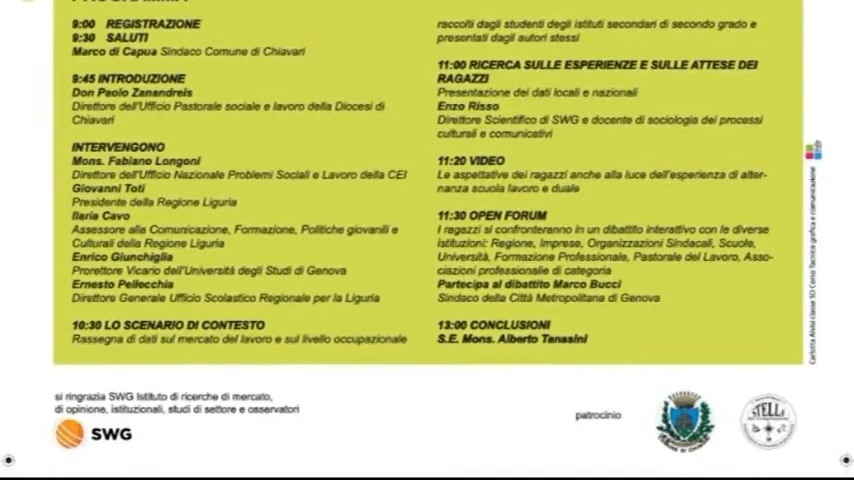 9:00 REGISTRAZIONE
9:30 SALUTI
Marco di Capua Sindaco Comune di Chiavari
9:45 INTRODUZIONE
Don Paolo Zanandreis
Direttore dell'Ufficio Pastorale sociale e lavoro della Diocesi di
Chiavari
INTERVENGONO
Mons. Fabiano Longoni
Direttore dell'Ufficio Nazionale Problemi Sociali e Lavoro della CEI
Giovanni Toti
Presidente della Regione Liguria
Ilaria Cavo
Assessore alla Comunicazione, Formazione, Politiche giovanili e
Culturali della Regione Liguria
Enrico Giunchiglia
Prorettore Vicario dell'Università degli Studi di Genova
Ernesto Pellecchia
Direttore Generale Ufficio Scolastico Regionale per la Liguria
10:30 LO SCENARIO DI CONTESTO
Rassegna di dati sul mercato del lavoro e sul livello occupazionale
raccolti dagli studenti degli istituti secondari di secondo grado e
presentati dagli autori stessi
11:00 RICERCA SULLE ESPERIENZE E SULLE ATTESE DEI
RAGAZZI
Presentazione dei dati locali e nazionali
Enzo Risso
Direttore Scientifico di SWG e docente di sociologia dei processi
culturali e comunicativi
11:20 VIDEO
Le aspettative dei ragazzi anche alla luce dell'esperienza di alter-
nanza scuola lavoro e duale
11:30 OPEN FORUM
I ragazzi si confronteranno in un dibattito interattivo con le diverse
istituzioni: Regione, Imprese, Organizzazioni Sindacali, Scuole,
Università, Formazione Professionale, Pastorale del Lavoro, Asso-
ciazioni professionale di categoria
Partecipa al dibattito Marco Bucci
Sindaco della Città Metropolitana di Genova
13:00 CONCLUSIONI
S.E. Mons. Alberto Tanasini
si ringrazia SWG Istituto di ricerche di mercato,
di opinione, istituzionali, studi di settore e osservatori
SWG
patrocinio
STELLA